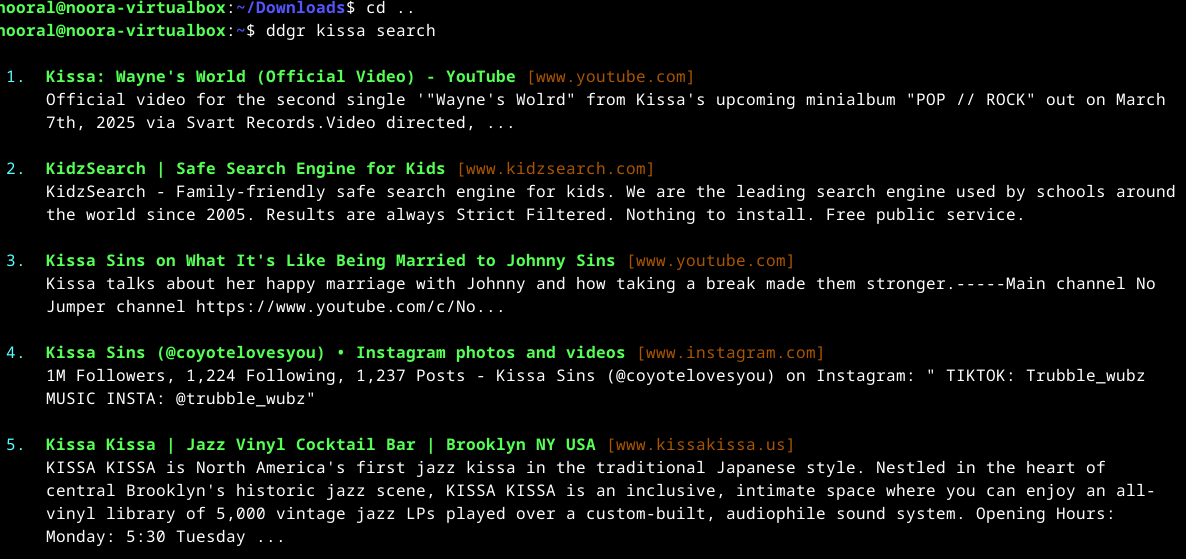 nooral@noora-virtualbox:~/Downloads$ cd ..
nooral@noora-virtualbox:~$ ddgr kissa search
1. Kissa: Wayne's World (Official Video) - YouTube [www.youtube.com]
Official video for the second single '"Wayne's Wolrd" from Kissa's upcoming minialbum "POP // ROCK" out on March
7th, 2025 via Svart Records.Video directed, ...
2. KidzSearch | Safe Search Engine for Kids [www.kidzsearch.com]
KidzSearch - Family-friendly safe search engine for kids. We are the leading search engine used by schools around
the world since 2005. Results are always Strict Filtered. Nothing to install. Free public service.
3. Kissa Sins on What It's Like Being Married to Johnny Sins [www.youtube.com]
Kissa talks about her happy marriage with Johnny and how taking a break made them stronger.-----Main channel No
Jumper channel https://www.youtube.com/c/No...
4. Kissa Sins (@coyotelovesyou) • Instagram photos and videos [www.instagram.com]
1M Followers, 1,224 Following, 1,237 Posts - Kissa Sins (@coyotelovesyou) on Instagram: " TIKTOK: Trubble_wubz
MUSIC INSTA: @trubble_wubz"
5. Kissa Kissa | Jazz Vinyl Cocktail Bar | Brooklyn NY USA [www.kissakissa.us]
KISSA KISSA is North America's first jazz kissa in the traditional Japanese style. Nestled in the heart of
central Brooklyn's historic jazz scene, KISSA KISSA is an inclusive, intimate space where you can enjoy an all-
vinyl library of 5,000 vintage jazz LPs played over a custom-built, audiophile sound system. Opening Hours:
Monday: 5:30 Tuesday ...